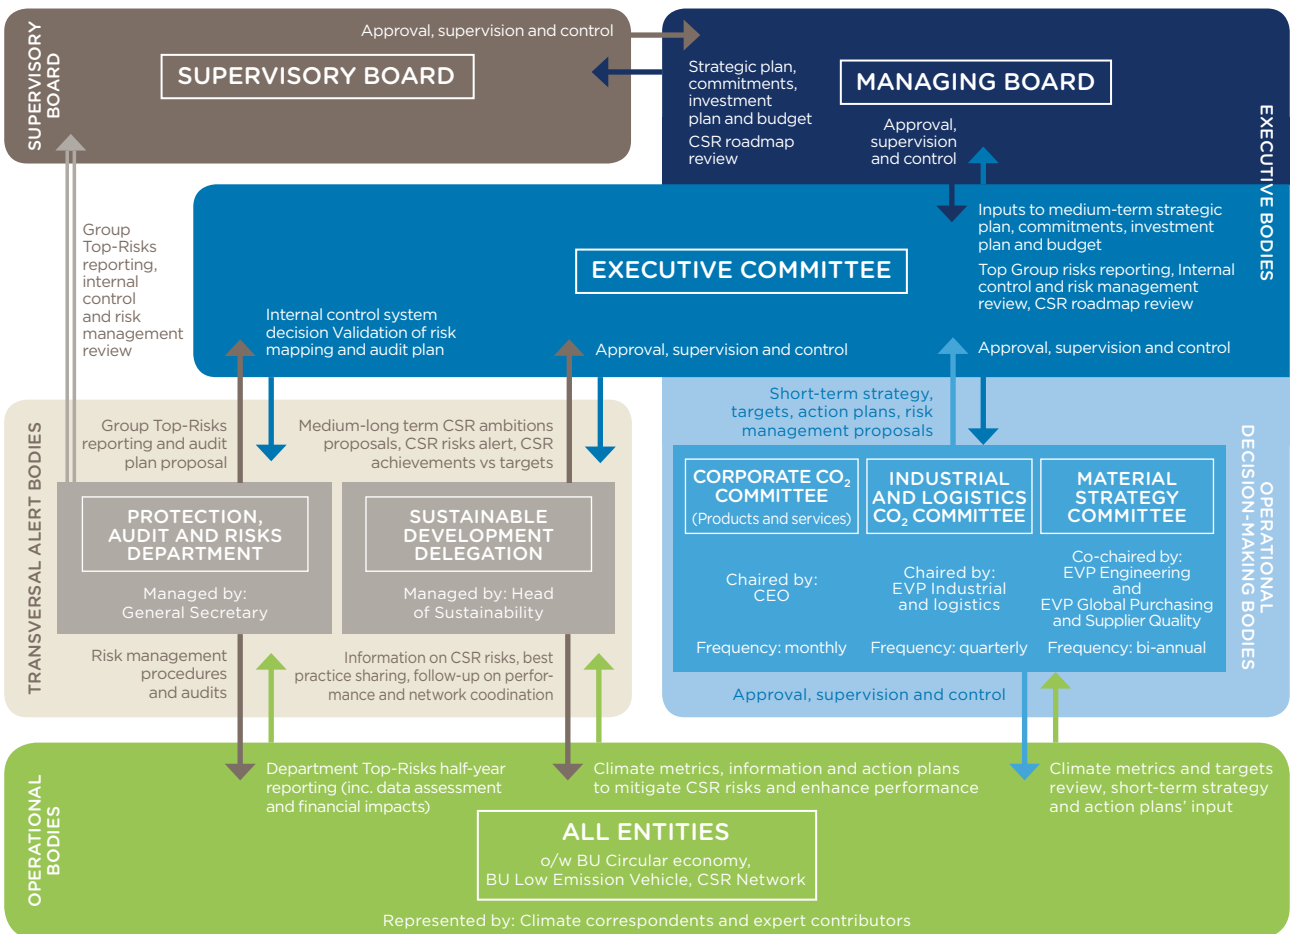 SUPERVISORY
BOARD
Approval, supervision and control
SUPERVISORY BOARD
Strategic plan,
commitments,
investment
plan and budget
CSR roadmap
review
MANAGING BOARD
Approval,
supervision
and control
EXECUTIVE BODIES
Group
Top-Risks
reporting,
internal
control
and risk
management
review
EXECUTIVE COMMITTEE
Inputs to medium-term strategic
plan, commitments, investment
plan and budget
Top Group risks reporting, Internal
control and risk management
review, CSR roadmap review
Internal control system
decision Validation of risk
mapping and audit plan
Approval, supervision and control
Approval, supervision and control
TRANSVERSAL ALERT BODIES
Group Top-Risks
reporting and audit
plan proposal
Medium-long term CSR ambitions
proposals, CSR risks alert, CSR
achievements vs targets
Short-term strategy,
targets, action plans, risk
management proposals
OPERATIONAL
DECISION-MAKING BODIES
PROTECTION,
AUDIT AND RISKS
DEPARTMENT
Managed by:
General Secretary
SUSTAINABLE
DEVELOPMENT
DELEGATION
Managed by: Head
of Sustainability
CORPORATE CO₂
COMMITTEE
(Products and services)
Chaired by:
CEO
Frequency: monthly
INDUSTRIAL
AND LOGISTICS
CO₂ COMMITTEE
Chaired by:
EVP Industrial
and logistics
Frequency: quarterly
MATERIAL
STRATEGY
COMMITTEE
Co-chaired by:
EVP Engineering
and
EVP Global Purchasing
and Supplier Quality
Frequency: bi-annual
Risk management
procedures
and audits
Information on CSR risks, best
practice sharing, follow-up on perfor-
mance and network coordination
Approval, supervision and control
OPERATIONAL
BODIES
Department Top-Risks half-year
reporting (inc. data assessment
and financial impacts)
Climate metrics, information and action plans
to mitigate CSR risks and enhance performance
Climate metrics and targets
review, short-term strategy
and action plans' input
ALL ENTITIES
o/w BU Circular economy,
BU Low Emission Vehicle, CSR Network
Represented by: Climate correspondents and expert contributors